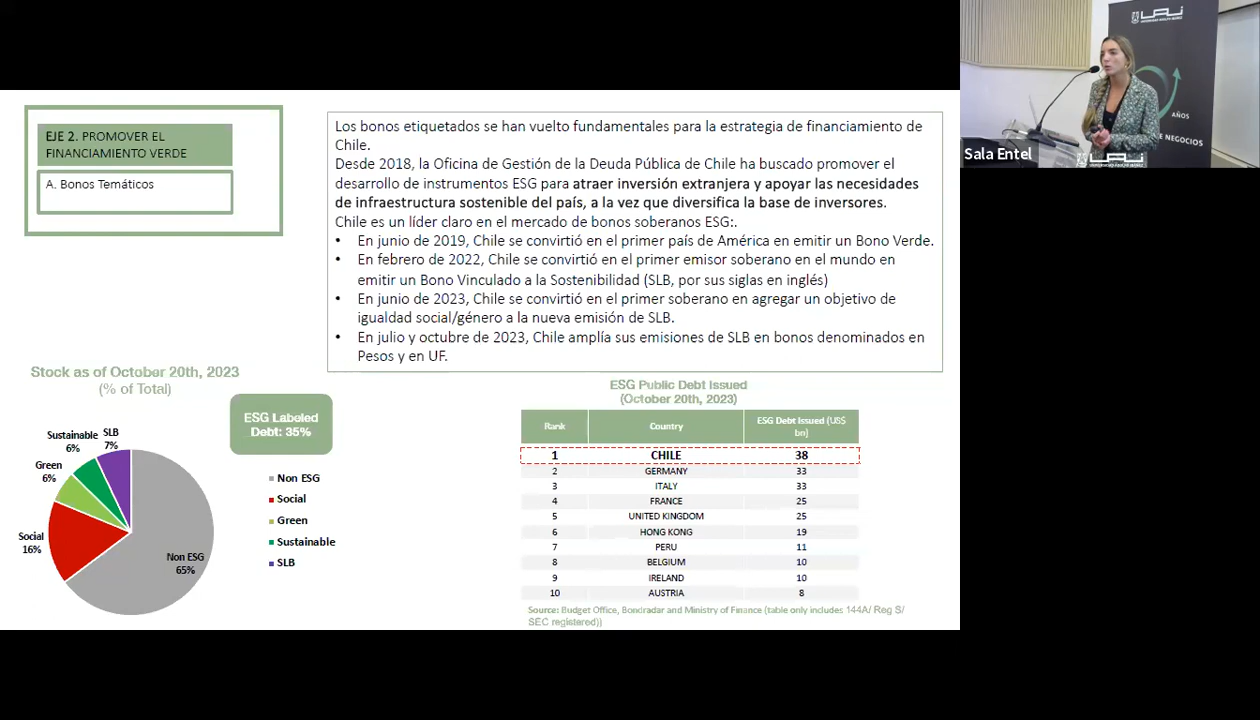 EJE 2. PROMOVER EL
FINANCIAMIENTO VERDE
A. Bonos Temáticos
Los bonos etiquetados se han vuelto fundamentales para la estrategia de financiamiento de
Chile.
Desde 2018, la Oficina de Gestión de la Deuda Pública de Chile ha buscado promover el
desarrollo de instrumentos ESG para atraer inversión extranjera y apoyar las necesidades
de infraestructura sostenible del país, a la vez que diversifica la base de inversores.
Chile es un líder claro en el mercado de bonos soberanos ESG:.
• En junio de 2019, Chile se convirtió en el primer país de América en emitir un Bono Verde.
• En febrero de 2022, Chile se convirtió en el primer emisor soberano en el mundo en
emitir un Bono Vinculado a la Sostenibilidad (SLB, por sus siglas en inglés)
• En junio de 2023, Chile se convirtió en el primer soberano en agregar un objetivo de
igualdad social/género a la nueva emisión de SLB.
• En julio y octubre de 2023, Chile amplía sus emisiones de SLB en bonos denominados en
Pesos y en UF.
Stock as of October 20th, 2023
(% of Total)
ESG Labeled
Debt: 35%
SLB
7%
Sustainable
6%
Green
6%
Social
16%
Non ESG
65%
Non ESG
Social
Green
Sustainable
SLB
ESG Public Debt Issued
(October 20th, 2023)
Rank Country ESG Debt Issued (US$
bn)
1 CHILE 38
2 GERMANY 33
3 ITALY 33
4 FRANCE 25
5 UNITED KINGDOM 25
6 HONG KONG 19
7 PERU 11
8 BELGIUM 10
9 IRELAND 10
10 AUSTRIA 8
Source: Budget Office, Bondradar and Ministry of Finance (table only includes 144A/ Reg S/
SEC registered))
Sala Entel
UAI
UNIVERSIDAD ADOLFO IBÁÑEZ
AÑOS
DE NEGOCIOS
UAI